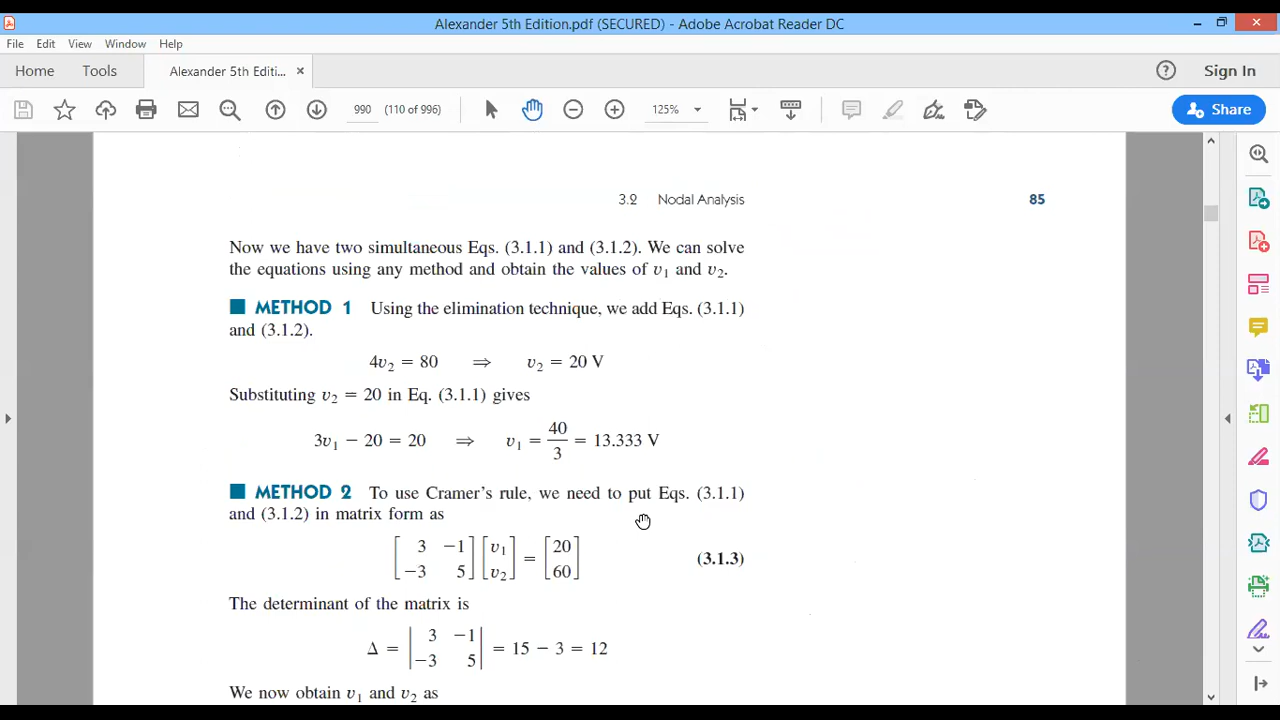 Alexander 5th Edition.pdf (SECURED) - Adobe Acrobat Reader DC
File Edit View Window Help
Home Tools Alexander 5th Editi... × Sign In
990 (110 of 996) 125% Share
3.2 Nodal Analysis 85
Now we have two simultaneous Eqs. (3.1.1) and (3.1.2). We can solve
the equations using any method and obtain the values of v₁ and v₂.
■ METHOD 1 Using the elimination technique, we add Eqs. (3.1.1)
and (3.1.2).
4v₂ = 80 ⇒ v₂ = 20 V
Substituting v₂ = 20 in Eq. (3.1.1) gives
3v₁ − 20 = 20 ⇒ v₁ = 40/3 = 13.333 V
■ METHOD 2 To use Cramer's rule, we need to put Eqs. (3.1.1)
and (3.1.2) in matrix form as
[3 −1; −3 5] [v₁; v₂] = [20; 60] (3.1.3)
The determinant of the matrix is
Δ = |3 −1; −3 5| = 15 − 3 = 12
We now obtain v₁ and v₂ as